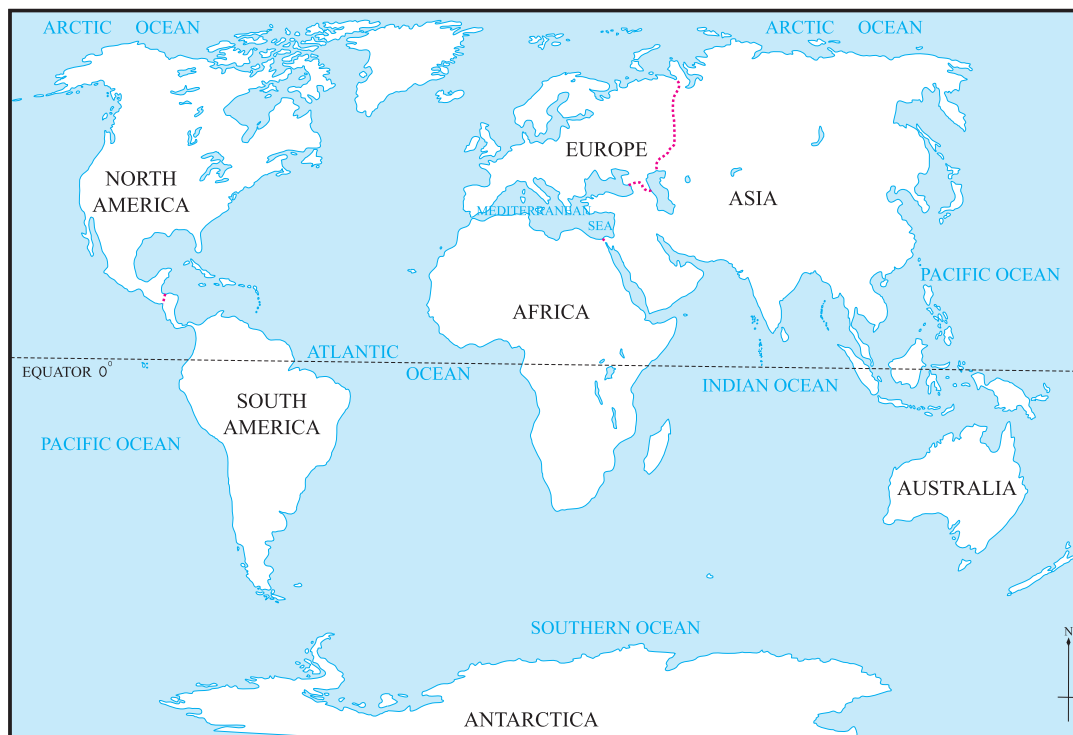 ARCTIC OCEAN
ARCTIC OCEAN
EUROPE
NORTH
AMERICA
ASIA
MEDITERRANEAN
SEA
PACIFIC OCEAN
AFRICA
ATLANTIC
OCEAN
EQUATOR 0°
INDIAN OCEAN
SOUTH
AMERICA
PACIFIC OCEAN
AUSTRALIA
SOUTHERN OCEAN
N
ANTARCTICA